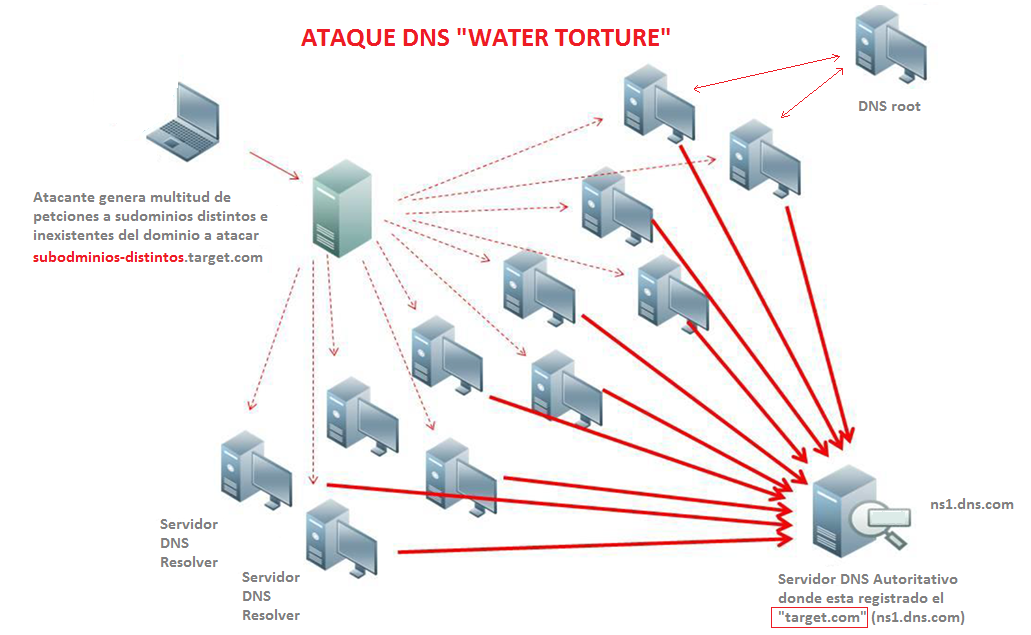 ATAQUE DNS "WATER TORTURE"
DNS root
Atacante genera multitud de
petciones a sudominios distintos e
inexistentes del dominio a atacar
subodminios-distintos.target.com
ns1.dns.com
Servidor
DNS
Resolver
Servidor
DNS
Resolver
Servidor DNS Autoritativo
donde esta registrado el
"target.com" (ns1.dns.com)